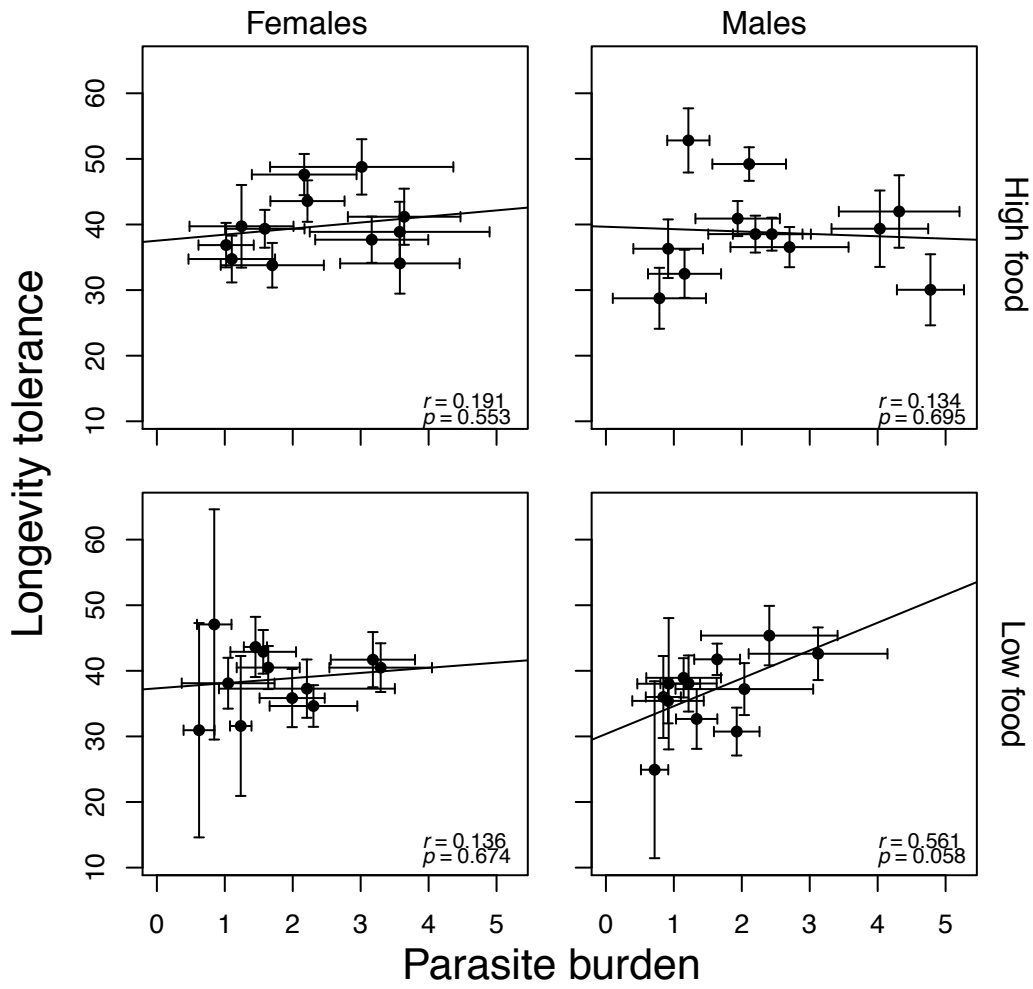 Females
Males
Longevity tolerance
60
50
40
30
20
10
r = 0.191
p = 0.553
r = 0.134
p = 0.695
High food
60
50
40
30
20
10
r = 0.136
p = 0.674
r = 0.561
p = 0.058
Low food
0 1 2 3 4 5
0 1 2 3 4 5
Parasite burden